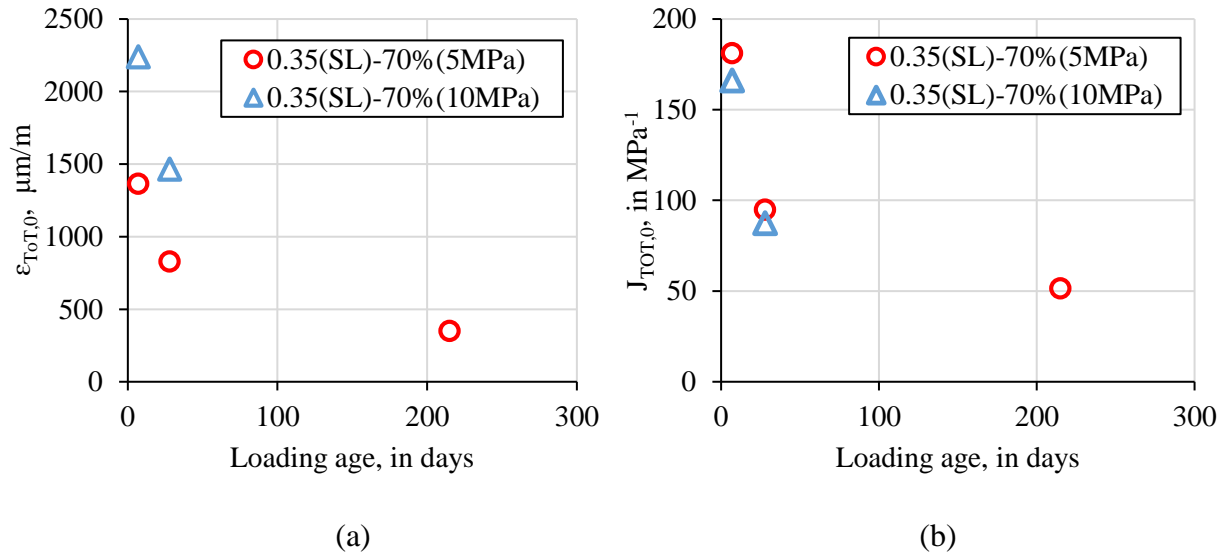 2500
2000
1500
1000
500
0
0 100 200 300
εToT,0, μm/m
Loading age, in days
0.35(SL)-70%(5MPa)
0.35(SL)-70%(10MPa)
(a)
200
150
100
50
0
0 100 200 300
JTOT,0, in MPa-1
Loading age, in days
0.35(SL)-70%(5MPa)
0.35(SL)-70%(10MPa)
(b)